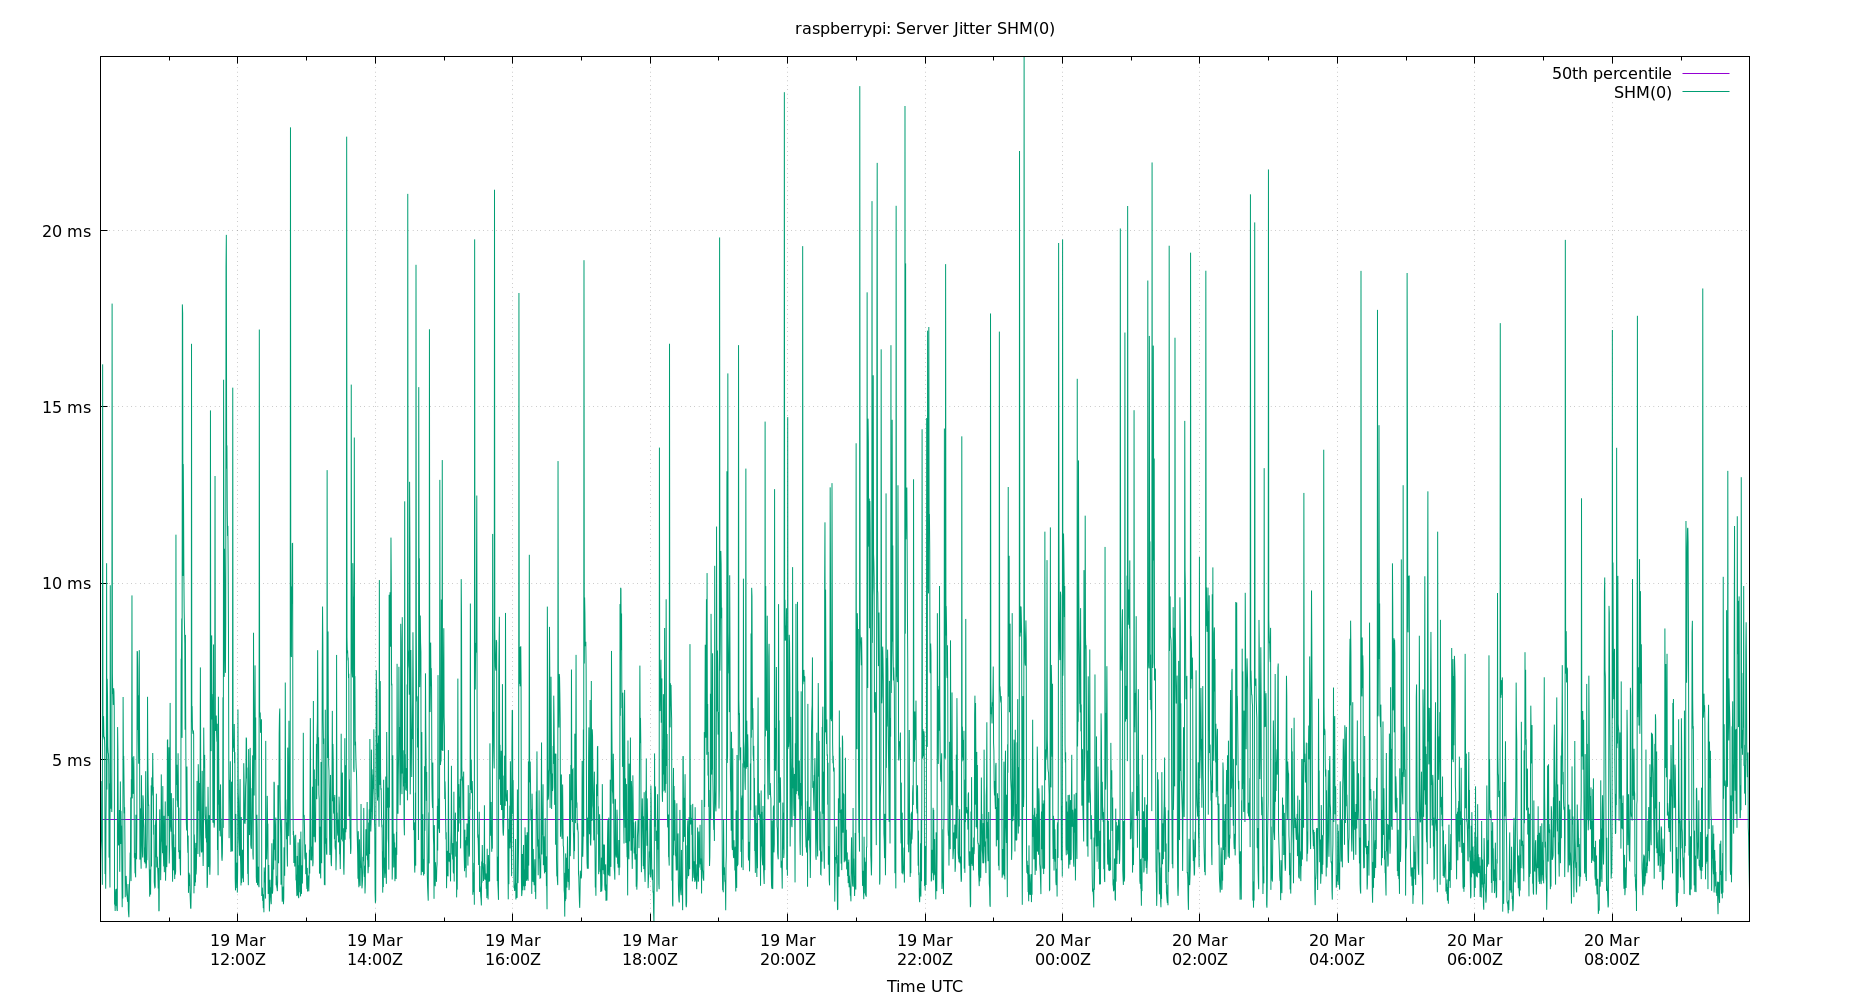 raspberrypi: Server Jitter SHM(0)
50th percentile
SHM(0)
20 ms
15 ms
10 ms
5 ms
19 Mar 19 Mar 19 Mar 19 Mar 19 Mar 19 Mar 20 Mar 20 Mar 20 Mar 20 Mar 20 Mar
12:00Z 14:00Z 16:00Z 18:00Z 20:00Z 22:00Z 00:00Z 02:00Z 04:00Z 06:00Z 08:00Z
Time UTC